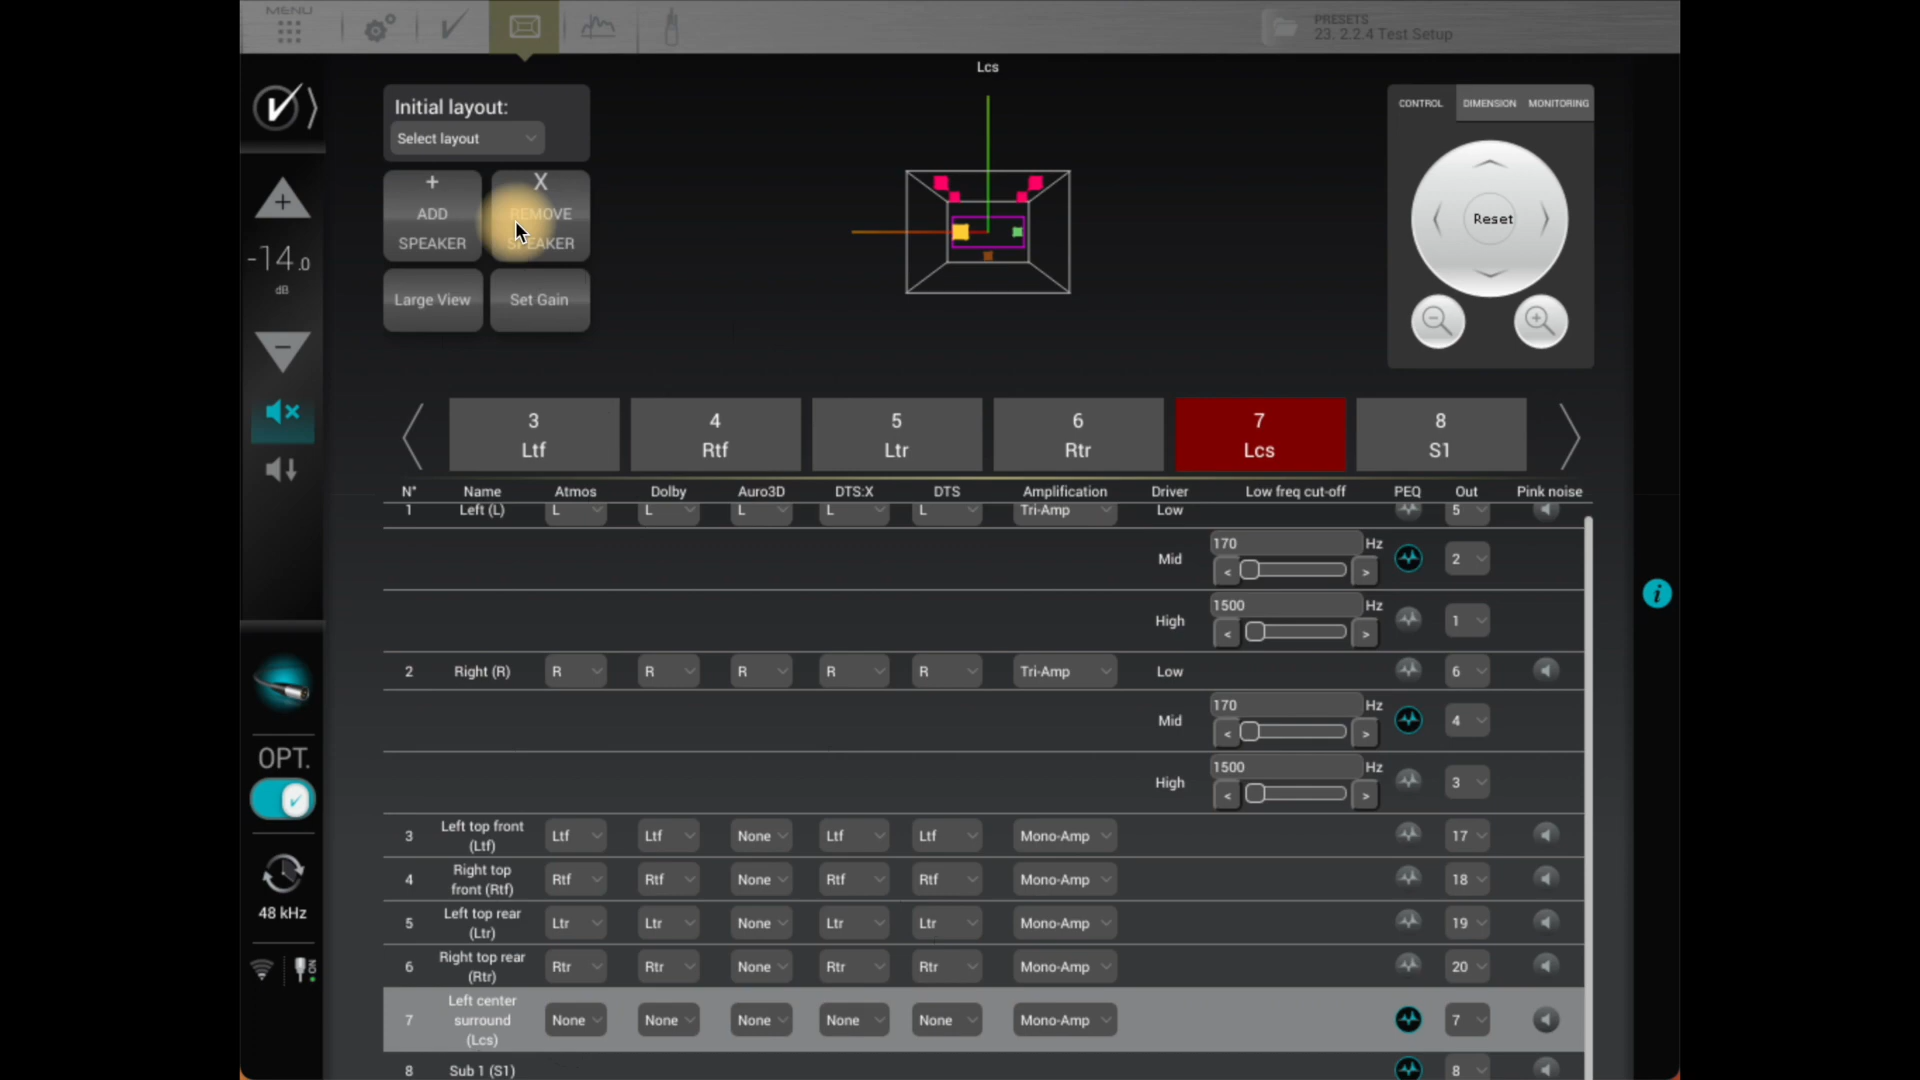 MENU
PRESETS
23. 2.2.4 Test Setup
Lcs
Initial layout:
Select layout
+ X
ADD REMOVE
SPEAKER SPEAKER
Large View Set Gain
CONTROL DIMENSION MONITORING
Reset
+
-14.0
dB
−
3 4 5 6 7 8
Ltf Rtf Ltr Rtr Lcs S1
N° Name Atmos Dolby Auro3D DTS:X DTS Amplification Driver Low freq cut-off PEQ Out Pink noise
1 Left (L) L L L L L Tri-Amp Low 5
170 Hz
Mid < > 2
1500 Hz
High < > 1
2 Right (R) R R R R R Tri-Amp Low 6
170 Hz
Mid < > 4
1500 Hz
High < > 3
3 Left top front (Ltf) Ltf Ltf None Ltf Ltf Mono-Amp 17
4 Right top front (Rtf) Rtf Rtf None Rtf Rtf Mono-Amp 18
5 Left top rear (Ltr) Ltr Ltr None Ltr Ltr Mono-Amp 19
6 Right top rear (Rtr) Rtr Rtr None Rtr Rtr Mono-Amp 20
7 Left center surround (Lcs) None None None None None Mono-Amp 7
8 Sub 1 (S1) 8
OPT.
48 kHz
ON
i